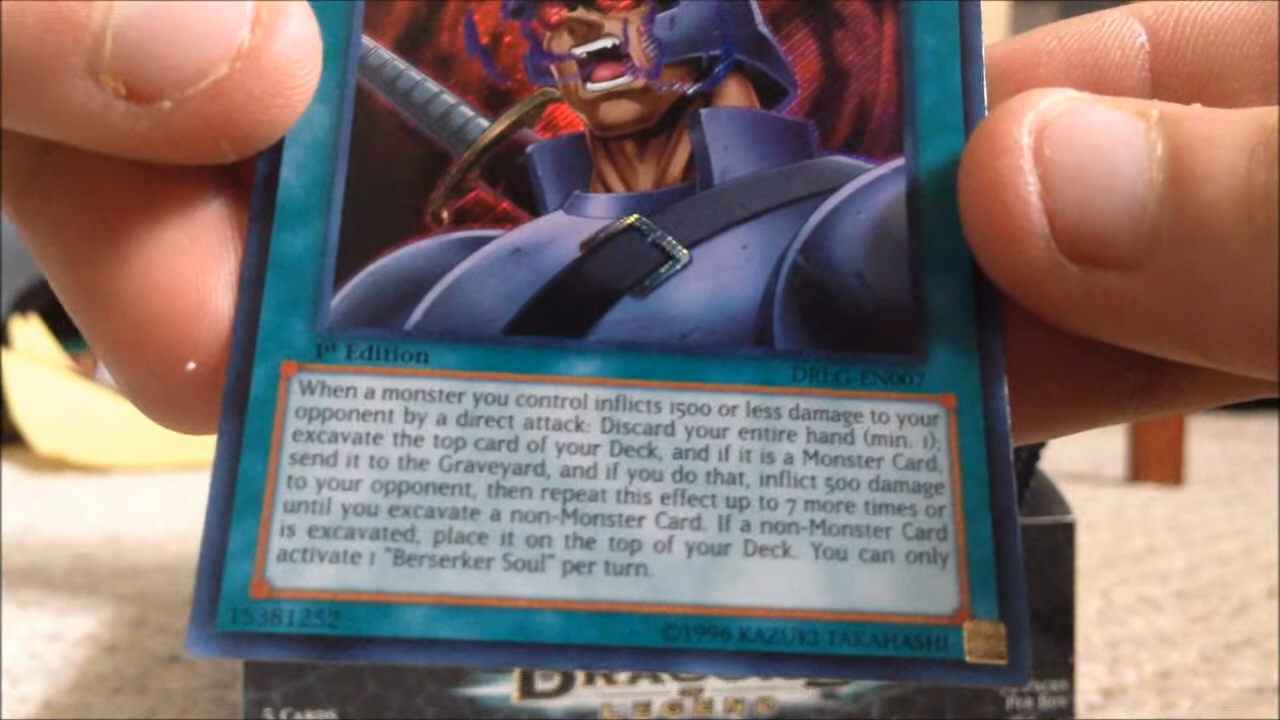 1st Edition
DRLG-EN007
When a monster you control inflicts 1500 or less damage to your
opponent by a direct attack: Discard your entire hand (min. 1);
excavate the top card of your Deck, and if it is a Monster Card,
send it to the Graveyard, and if you do that, inflict 500 damage
to your opponent, then repeat this effect up to 7 more times or
until you excavate a non-Monster Card. If a non-Monster Card
is excavated, place it on the top of your Deck. You can only
activate 1 "Berserker Soul" per turn.
15381252
©1996 KAZUKI TAKAHASHI
DRAGONS
OF
LEGEND
5 CARDS
PER BOX